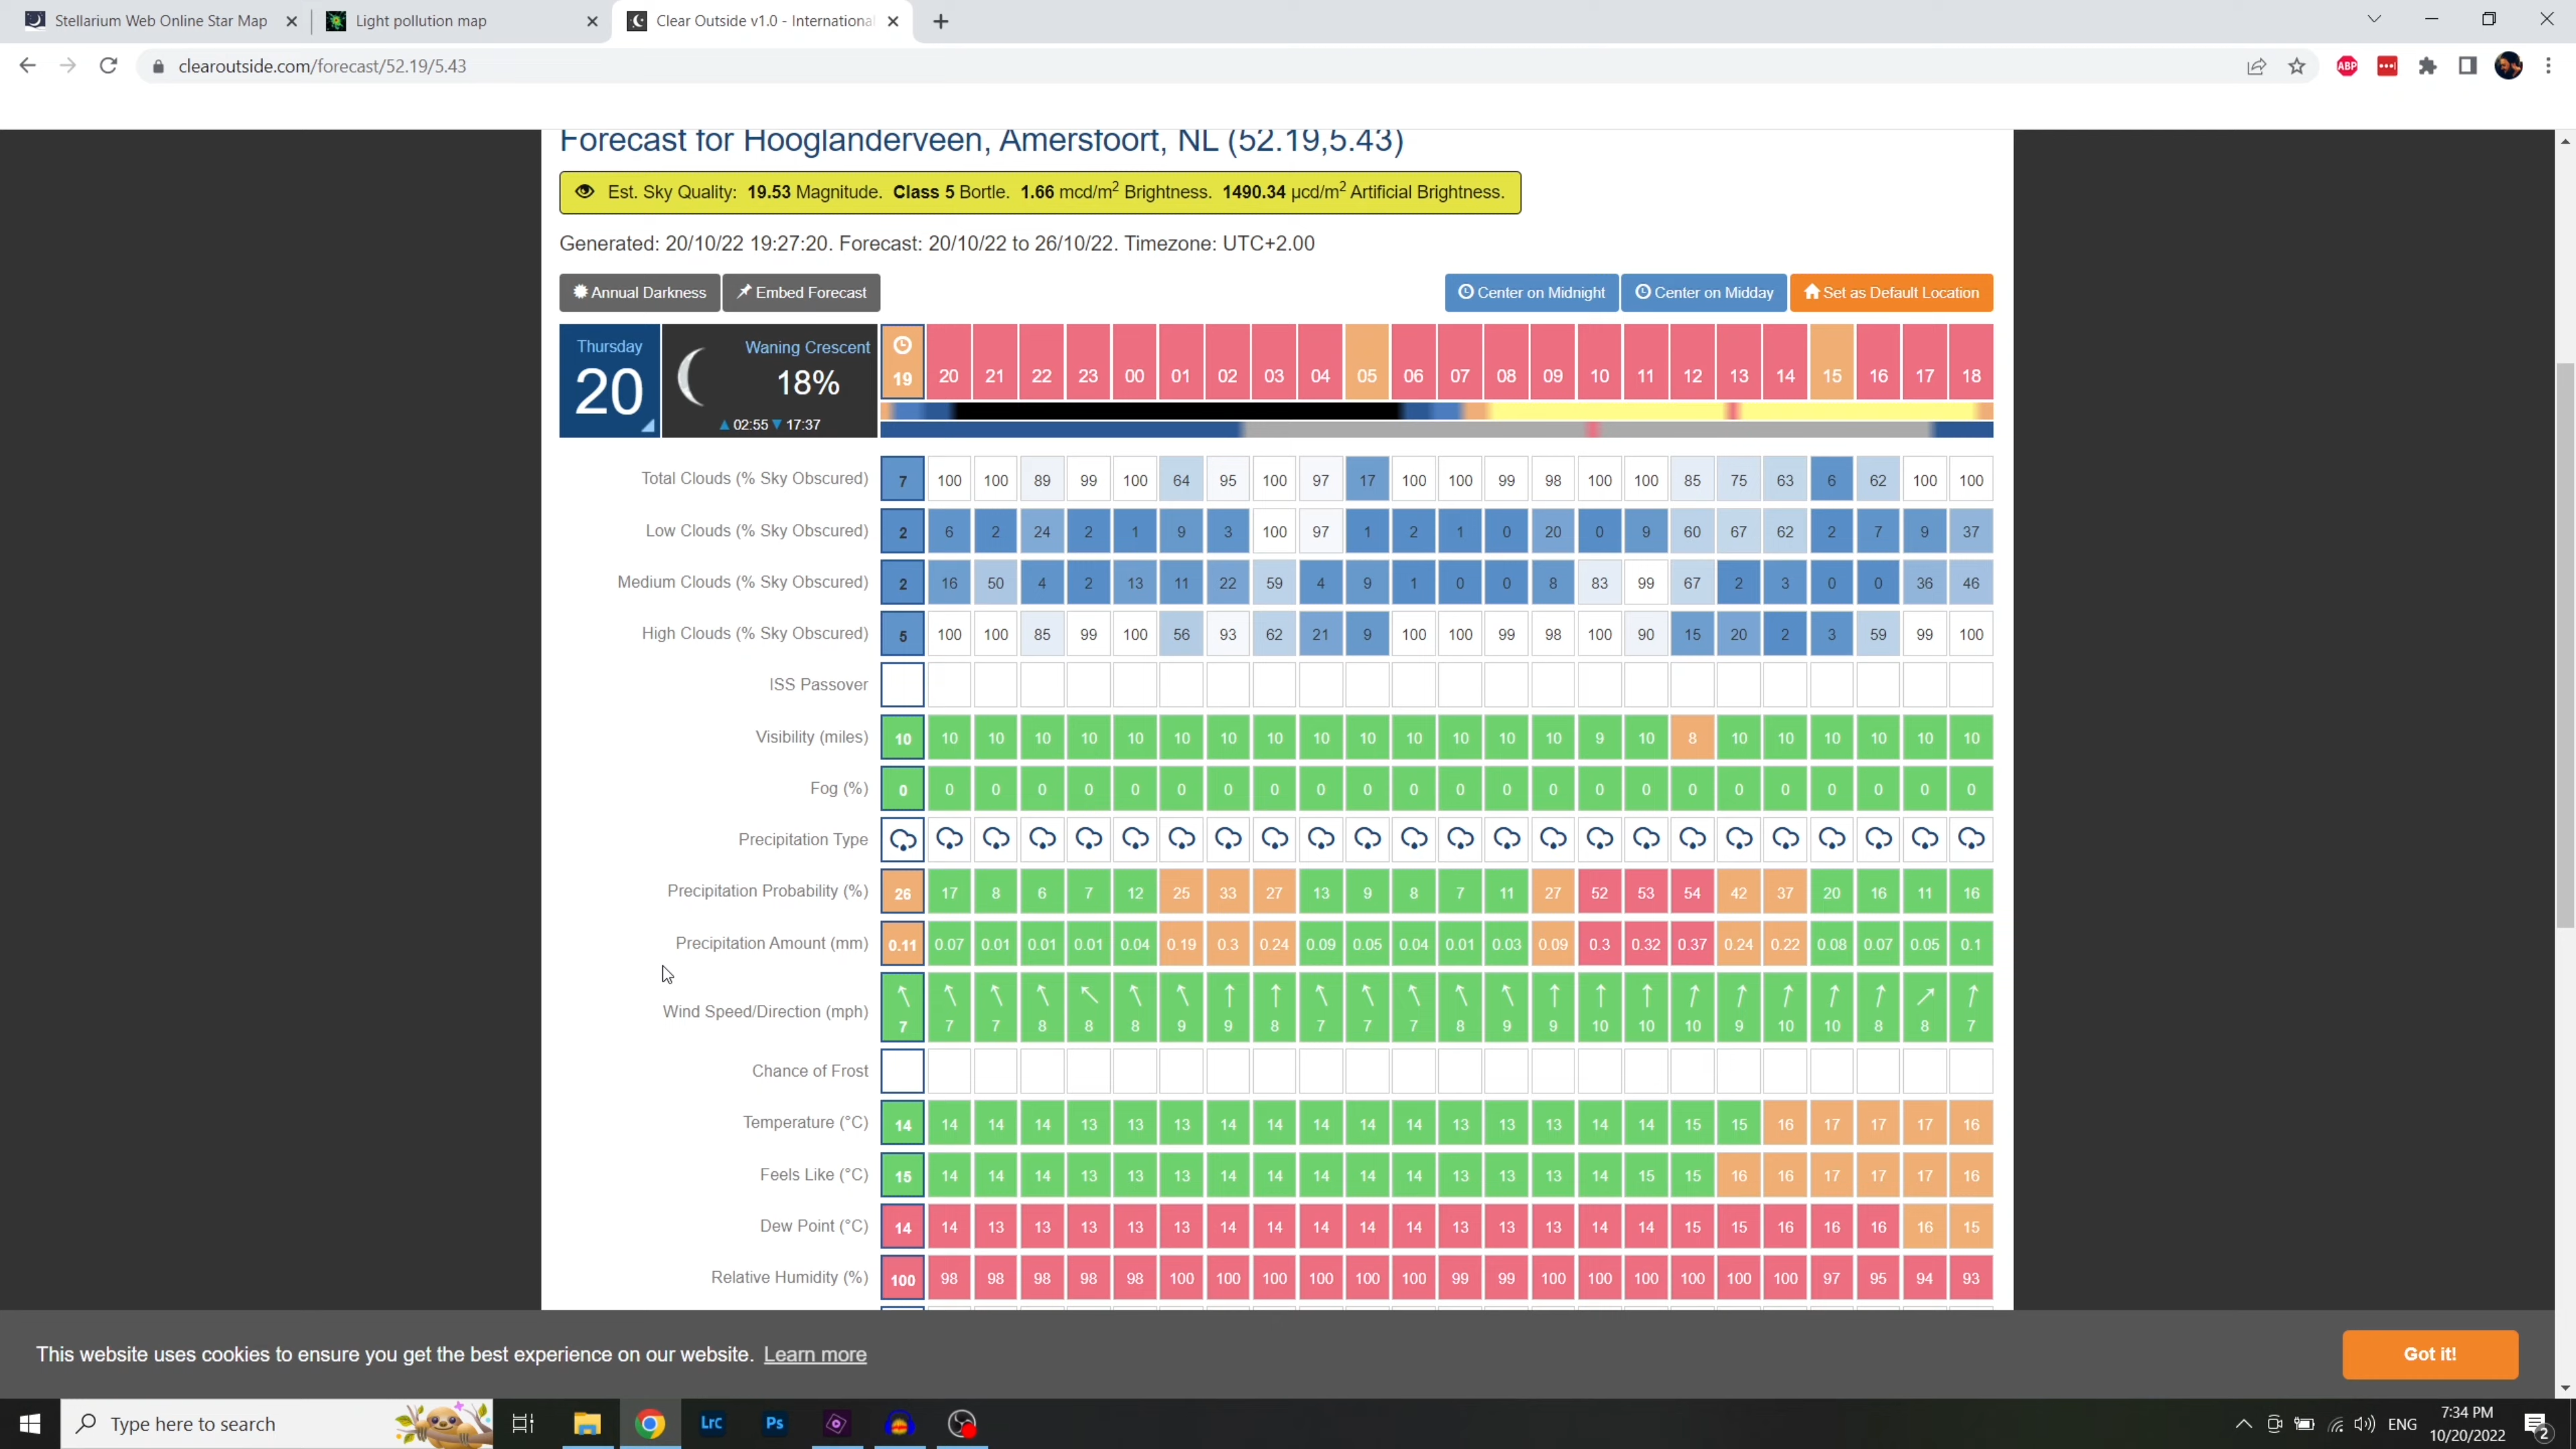 Stellarium Web Online Star Map
Light pollution map
Clear Outside v1.0 - International
clearoutside.com/forecast/52.19/5.43
ABP
Forecast for Hooglanderveen, Amersfoort, NL (52.19,5.43)
Est. Sky Quality: 19.53 Magnitude. Class 5 Bortle. 1.66 mcd/m² Brightness. 1490.34 μcd/m² Artificial Brightness.
Generated: 20/10/22 19:27:20. Forecast: 20/10/22 to 26/10/22. Timezone: UTC+2.00
Annual Darkness Embed Forecast Center on Midnight Center on Midday Set as Default Location
Thursday
20
Waning Crescent
18%
02:55 17:37
19 20 21 22 23 00 01 02 03 04 05 06 07 08 09 10 11 12 13 14 15 16 17 18
Total Clouds (% Sky Obscured) 7 100 100 89 99 100 64 95 100 97 17 100 100 99 98 100 100 85 75 63 6 62 100 100
Low Clouds (% Sky Obscured) 2 6 2 24 2 1 9 3 100 97 1 2 1 0 20 0 9 60 67 62 2 7 9 37
Medium Clouds (% Sky Obscured) 2 16 50 4 2 13 11 22 59 4 9 1 0 0 8 83 99 67 2 3 0 0 36 46
High Clouds (% Sky Obscured) 5 100 100 85 99 100 56 93 62 21 9 100 100 99 98 100 90 15 20 2 3 59 99 100
ISS Passover
Visibility (miles) 10 10 10 10 10 10 10 10 10 10 10 10 10 10 10 9 10 8 10 10 10 10 10 10
Fog (%) 0 0 0 0 0 0 0 0 0 0 0 0 0 0 0 0 0 0 0 0 0 0 0 0
Precipitation Type
Precipitation Probability (%) 26 17 8 6 7 12 25 33 27 13 9 8 7 11 27 52 53 54 42 37 20 16 11 16
Precipitation Amount (mm) 0.11 0.07 0.01 0.01 0.01 0.04 0.19 0.3 0.24 0.09 0.05 0.04 0.01 0.03 0.09 0.3 0.32 0.37 0.24 0.22 0.08 0.07 0.05 0.1
Wind Speed/Direction (mph) 7 7 7 8 8 8 9 9 8 7 7 7 8 9 9 10 10 10 9 10 10 8 8 7
Chance of Frost
Temperature (°C) 14 14 14 14 13 13 13 14 14 14 14 14 13 13 13 14 14 15 15 16 17 17 17 16
Feels Like (°C) 15 14 14 14 13 13 13 14 14 14 14 14 13 13 13 14 15 15 16 16 17 17 17 16
Dew Point (°C) 14 14 13 13 13 13 13 14 14 14 14 14 13 13 13 14 14 15 15 16 16 16 16 15
Relative Humidity (%) 100 98 98 98 98 98 100 100 100 100 100 100 99 99 100 100 100 100 100 100 97 95 94 93
This website uses cookies to ensure you get the best experience on our website. Learn more
Got it!
Type here to search
Lrc
Ps
ENG
7:34 PM
10/20/2022
2